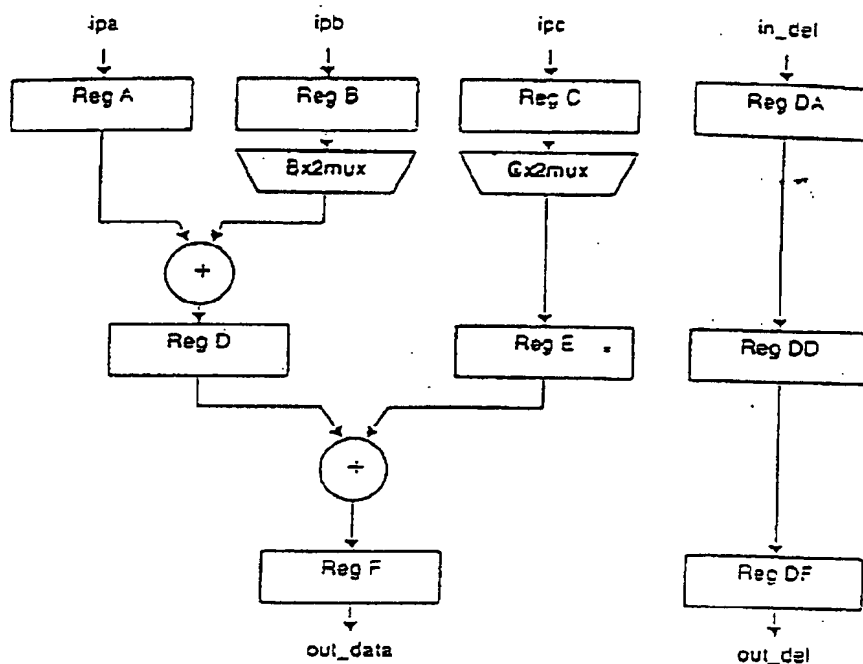 ipa ipb ipc in_del
Reg A Reg B Reg C Reg DA
Bx2mux Cx2mux
+
Reg D Reg E Reg DD
+
Reg F Reg DF
out_data out_del